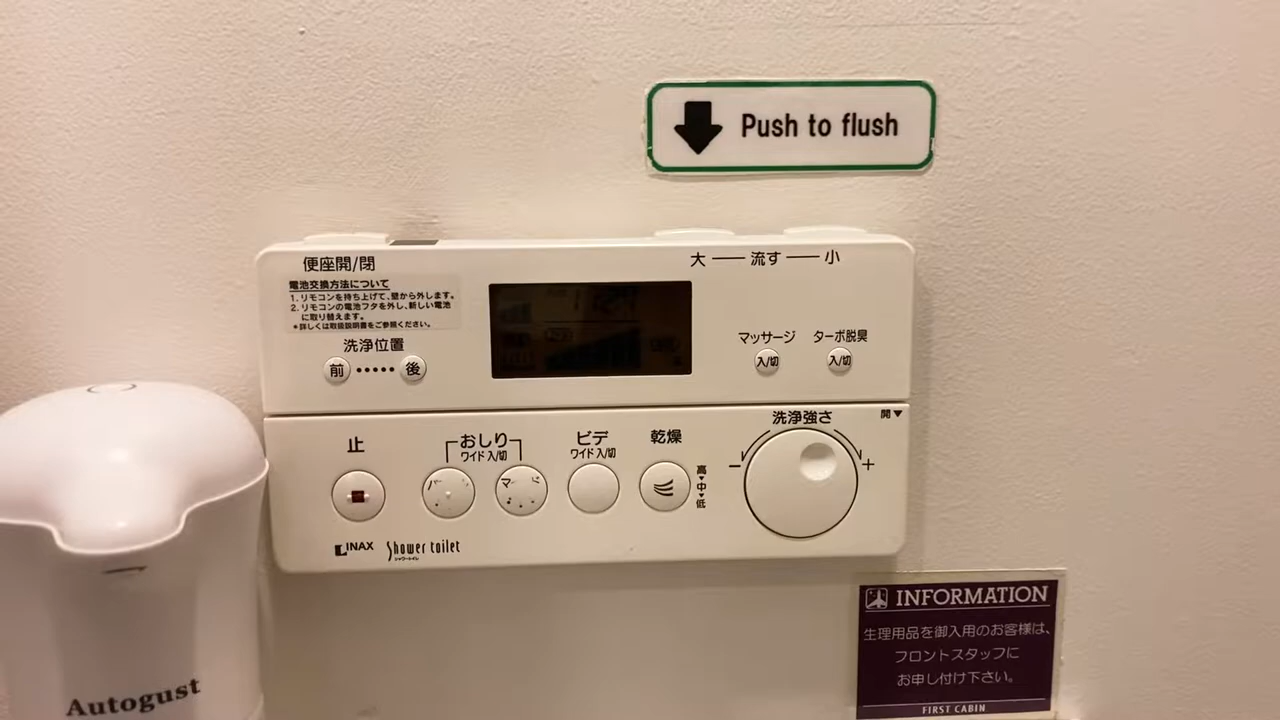 Push to flush
便座開/閉
大 流す 小
電池交換方法について
1. リモコンを持ち上げて、壁から外します。
2. リモコンの電池フタを外し、新しい電池
に取り替えます。
*詳しくは取扱説明書をご参照ください。
洗浄位置
前 後
マッサージ
入/切
ターボ脱臭
入/切
開▼
止
おしり
ワイド 入/切
ビデ
ワイド 入/切
乾燥
高
中
低
洗浄強さ
− +
INAX
Shower toilet
シャワートイレ
Autogust
INFORMATION
生理用品を御入用のお客様は、
フロントスタッフに
お申し付け下さい。
FIRST CABIN